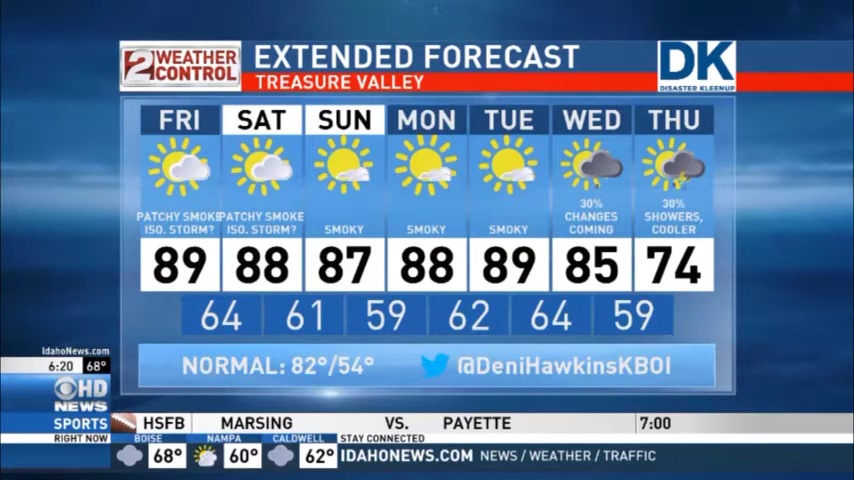 2 WEATHER CONTROL
EXTENDED FORECAST
TREASURE VALLEY
DK
DISASTER KLEENUP
FRI SAT SUN MON TUE WED THU
PATCHY SMOKE ISO. STORM?
PATCHY SMOKE ISO. STORM?
SMOKY
SMOKY
SMOKY
30% CHANGES COMING
30% SHOWERS, COOLER
89 88 87 88 89 85 74
64 61 59 62 64 59
NORMAL: 82°/54° @DeniHawkinsKBOI
IdahoNews.com
6:20 68°
HD
NEWS
SPORTS HSFB MARSING VS. PAYETTE 7:00
RIGHT NOW BOISE NAMPA CALDWELL STAY CONNECTED
68° 60° 62° IDAHONEWS.COM NEWS / WEATHER / TRAFFIC